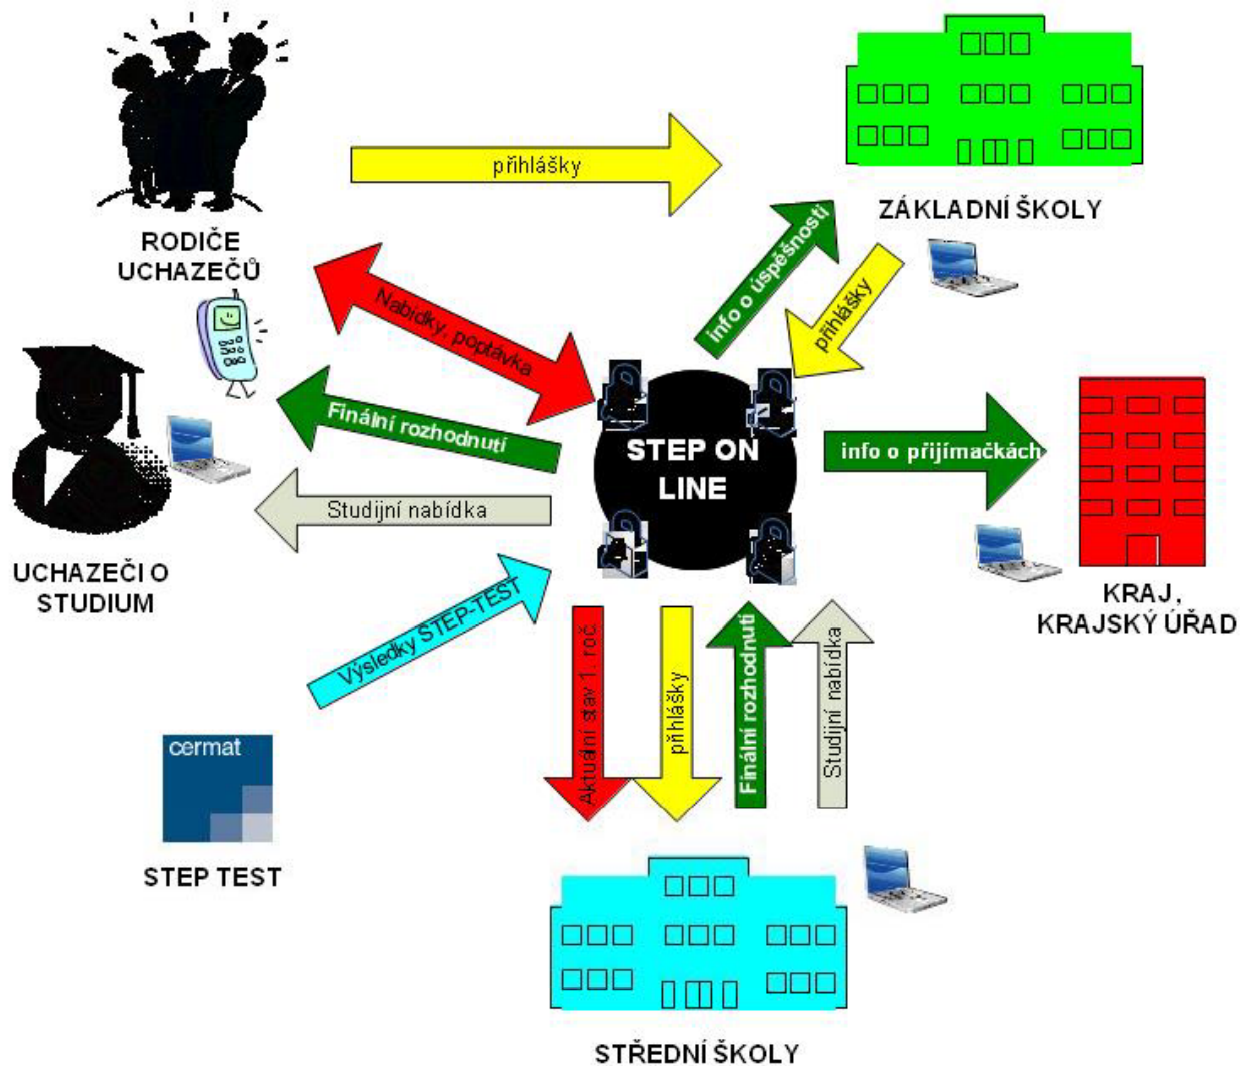 přihlášky
ZÁKLADNÍ ŠKOLY
RODIČE
UCHAZEČŮ
info o úspěšnosti
přihlášky
Nabídky, poptávka
Finální rozhodnutí
STEP ON
LINE
info o přijímačkách
Studijní nabídka
UCHAZEČI O
STUDIUM
KRAJ,
KRAJSKÝ ÚŘAD
Výsledky STEP-TEST
Aktuální stav 1. roč.
přihlášky
Finální rozhodnutí
Studijní nabídka
cermat
STEP TEST
STŘEDNÍ ŠKOLY